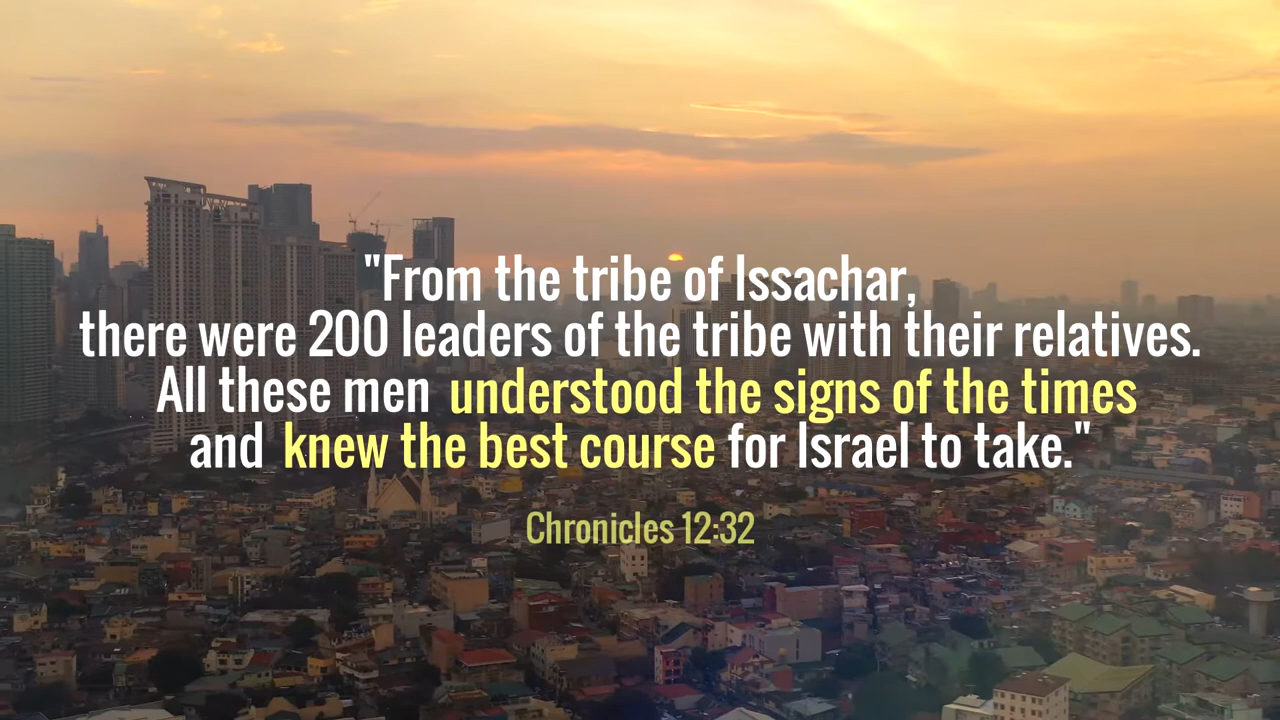 "From the tribe of Issachar,
there were 200 leaders of the tribe with their relatives.
All these men understood the signs of the times
and knew the best course for Israel to take."
Chronicles 12:32